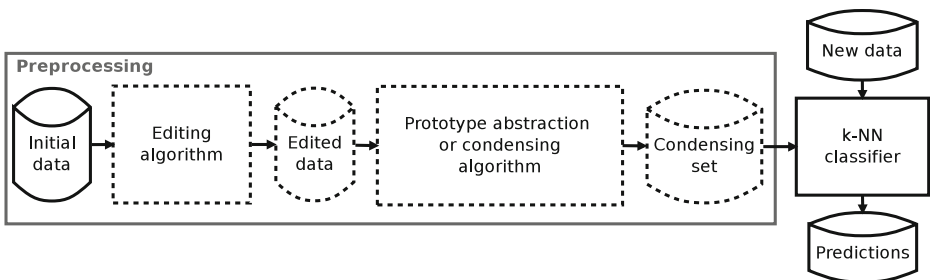 Preprocessing
Initial
data
Editing
algorithm
Edited
data
Prototype abstraction
or condensing
algorithm
Condensing
set
New data
k-NN
classifier
Predictions